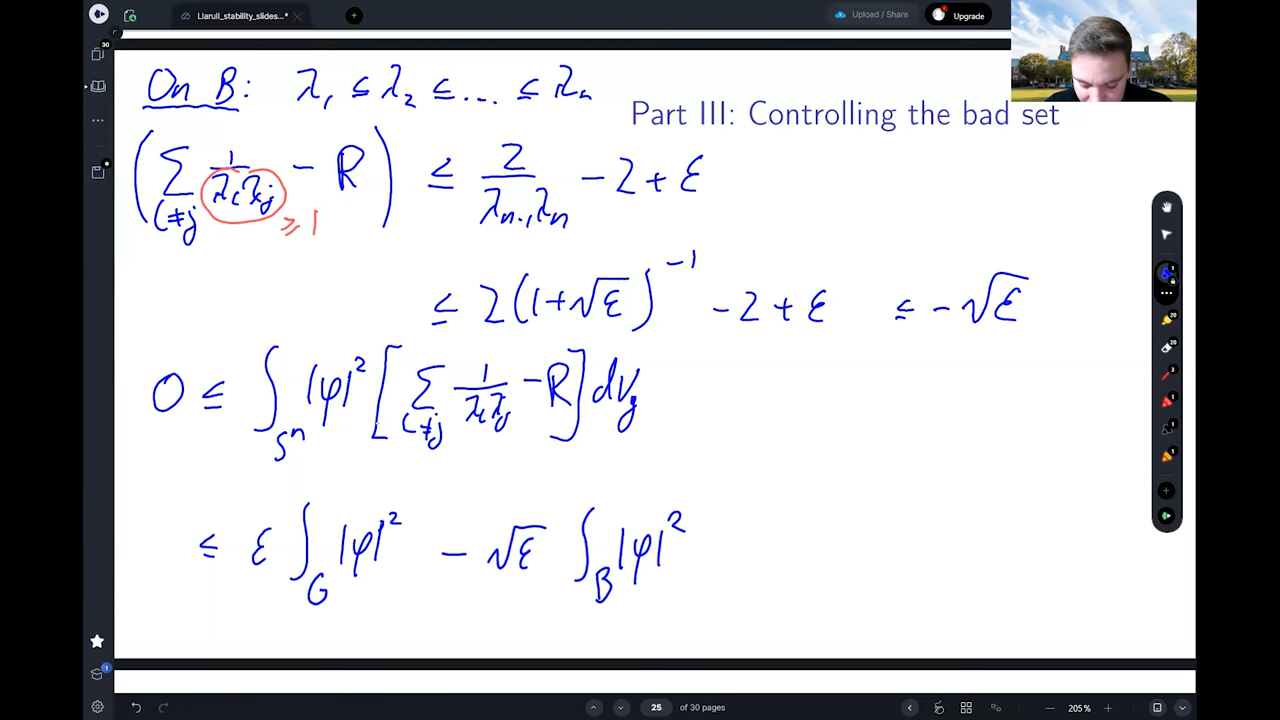 Llarull_stability_slides...*
Upload / Share
Upgrade
On B: λ₁ ≤ λ₂ ≤ ... ≤ λₙ
Part III: Controlling the bad set
(∑_{i≠j} 1/(λᵢλⱼ) − R) ≤ 2/(λₙ₋₁λₙ) − 2 + ε
≥ 1
≤ 2(1+√ε)⁻¹ − 2 + ε ≤ −√ε
0 ≤ ∫_{Sⁿ} |φ|² [∑_{i≠j} 1/(λᵢλⱼ) − R] dV_g
≤ ε ∫_G |φ|² − √ε ∫_B |φ|²
25 of 30 pages
205 %